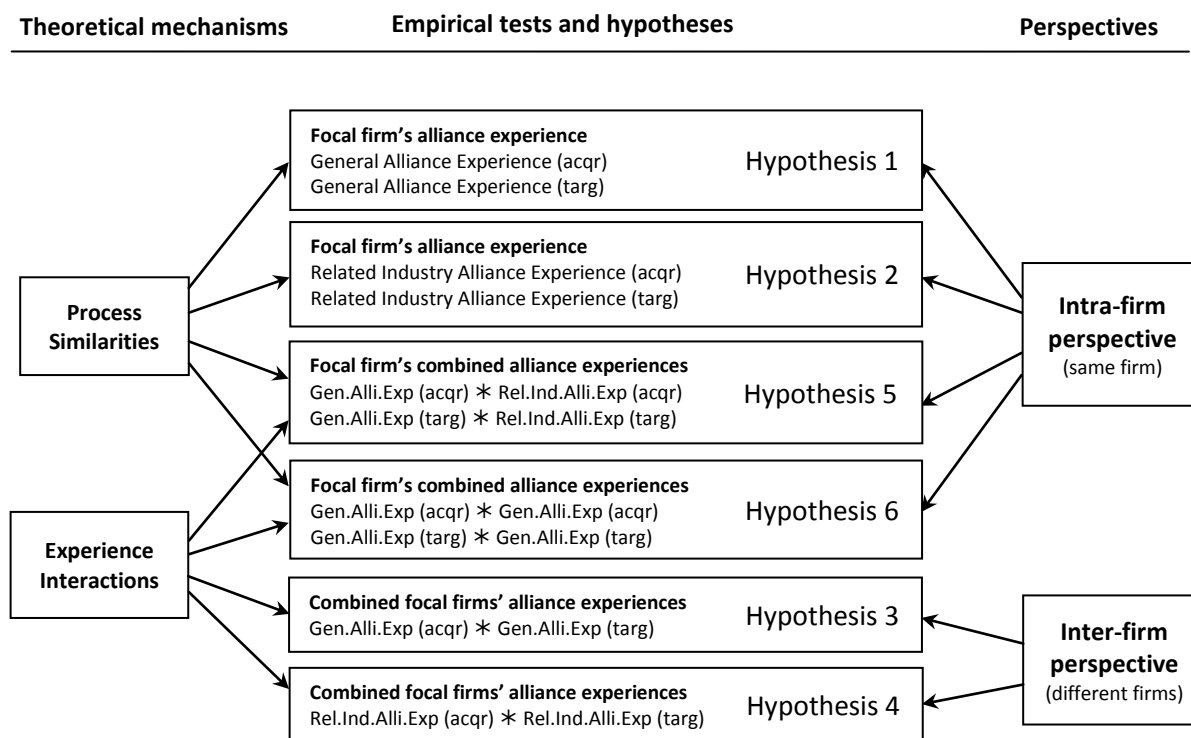 Theoretical mechanisms
Empirical tests and hypotheses
Perspectives
Focal firm's alliance experience
General Alliance Experience (acqr)
General Alliance Experience (targ)
Hypothesis 1
Focal firm's alliance experience
Related Industry Alliance Experience (acqr)
Related Industry Alliance Experience (targ)
Hypothesis 2
Process
Similarities
Intra-firm
perspective
(same firm)
Focal firm's combined alliance experiences
Gen.Alli.Exp (acqr) ∗ Rel.Ind.Alli.Exp (acqr)
Gen.Alli.Exp (targ) ∗ Rel.Ind.Alli.Exp (targ)
Hypothesis 5
Focal firm's combined alliance experiences
Gen.Alli.Exp (acqr) ∗ Gen.Alli.Exp (acqr)
Gen.Alli.Exp (targ) ∗ Gen.Alli.Exp (targ)
Hypothesis 6
Experience
Interactions
Combined focal firms' alliance experiences
Gen.Alli.Exp (acqr) ∗ Gen.Alli.Exp (targ)
Hypothesis 3
Inter-firm
perspective
(different firms)
Combined focal firms' alliance experiences
Rel.Ind.Alli.Exp (acqr) ∗ Rel.Ind.Alli.Exp (targ)
Hypothesis 4